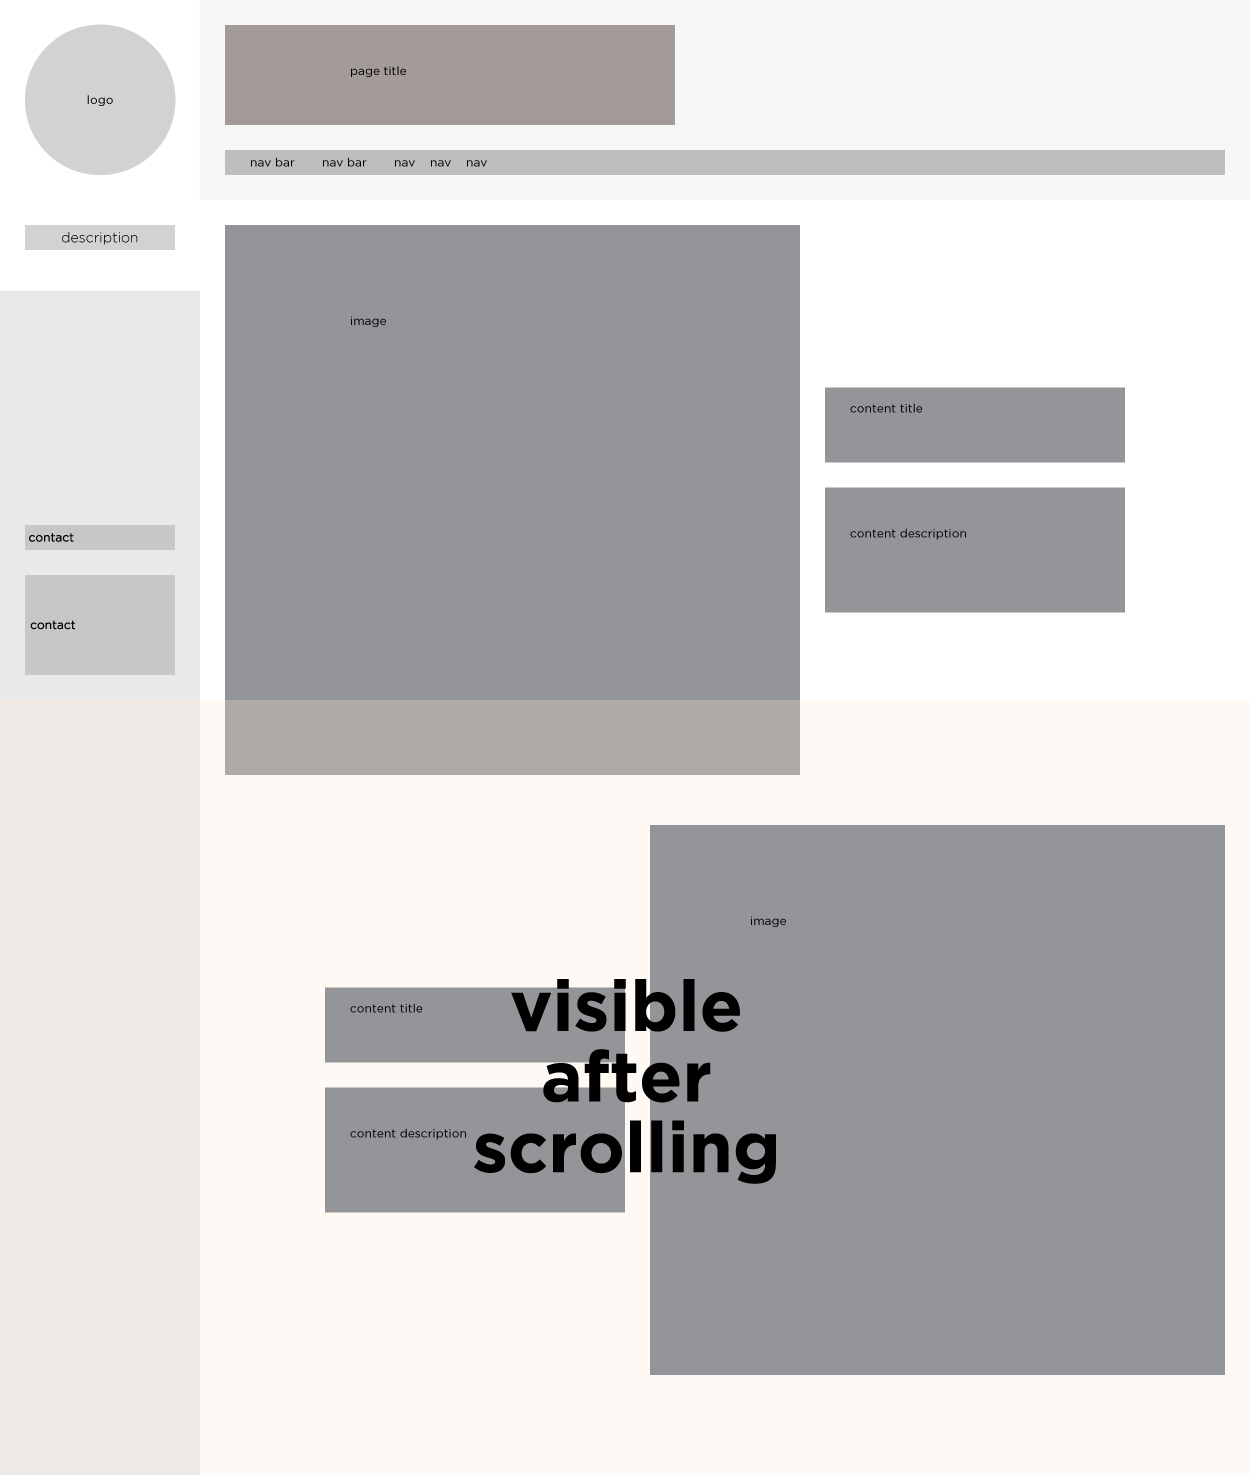 page title
logo
nav bar nav bar nav nav nav
description
image
content title
content description
contact
contact
image
content title
content description
visible
after
scrolling